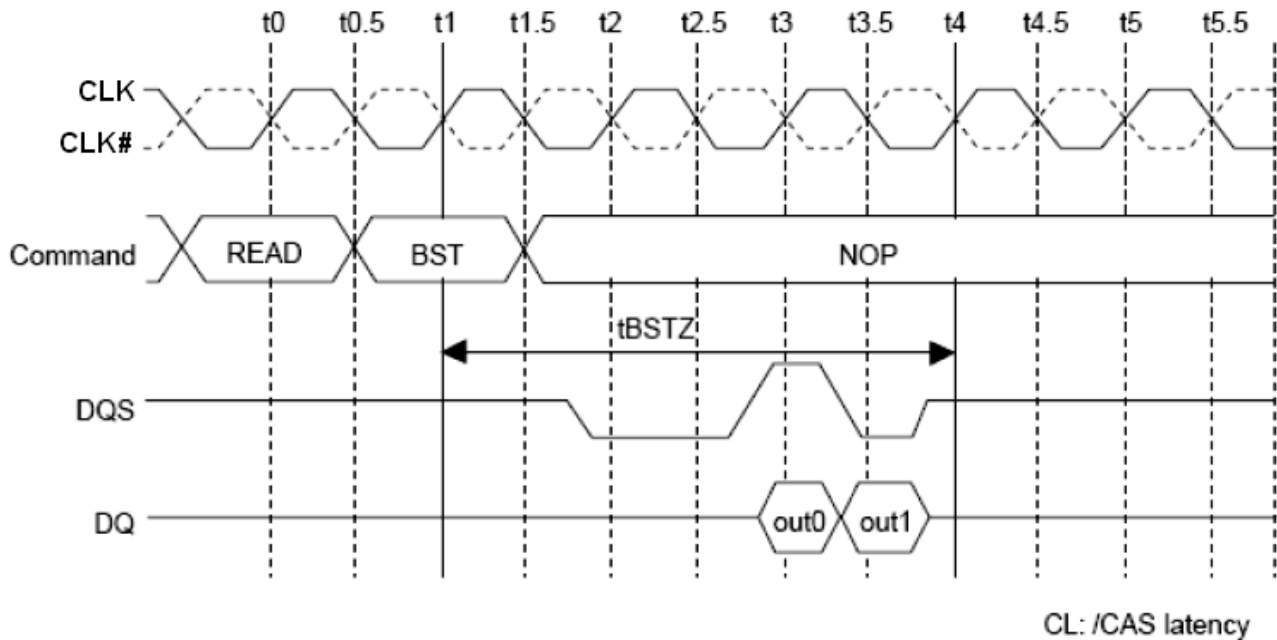 t0 t0.5 t1 t1.5 t2 t2.5 t3 t3.5 t4 t4.5 t5 t5.5
CLK
CLK#
Command READ BST NOP
tBSTZ
DQS
DQ out0 out1
CL: /CAS latency